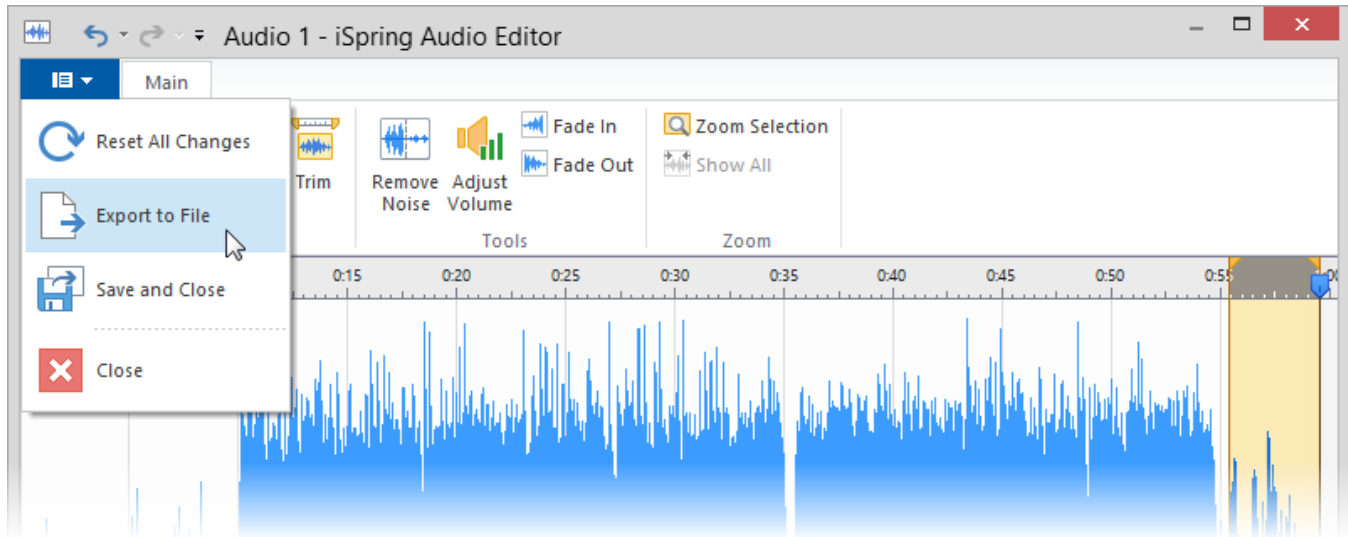 Audio 1 - iSpring Audio Editor
Main
Reset All Changes
Export to File
Save and Close
Close
Trim
Remove Noise
Adjust Volume
Fade In
Fade Out
Tools
Zoom Selection
Show All
Zoom
0:15 0:20 0:25 0:30 0:35 0:40 0:45 0:50